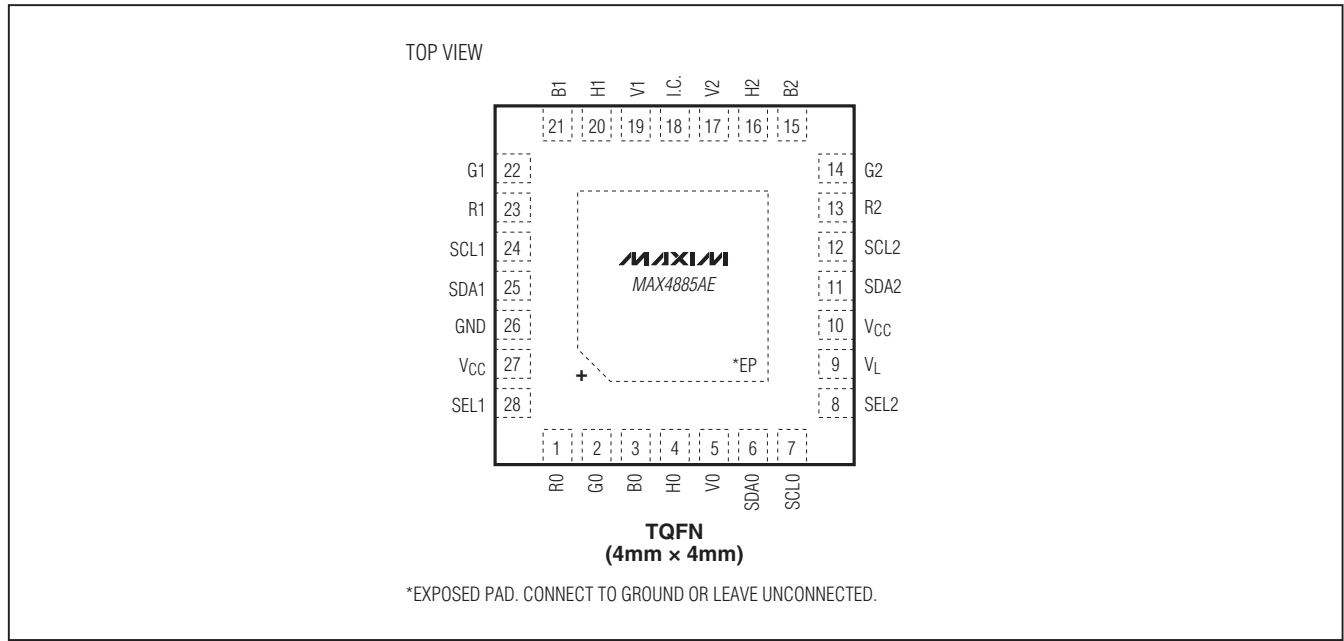 TOP VIEW
B1 H1 V1 I.C. V2 H2 B2
21 20 19 18 17 16 15
G1 22 14 G2
R1 23 13 R2
SCL1 24 12 SCL2
SDA1 25 11 SDA2
GND 26 10 VCC
VCC 27 9 VL
SEL1 28 8 SEL2
MAXIM
MAX4885AE
*EP
+
1 2 3 4 5 6 7
R0 G0 B0 H0 V0 SDA0 SCL0
TQFN
(4mm × 4mm)
*EXPOSED PAD. CONNECT TO GROUND OR LEAVE UNCONNECTED.